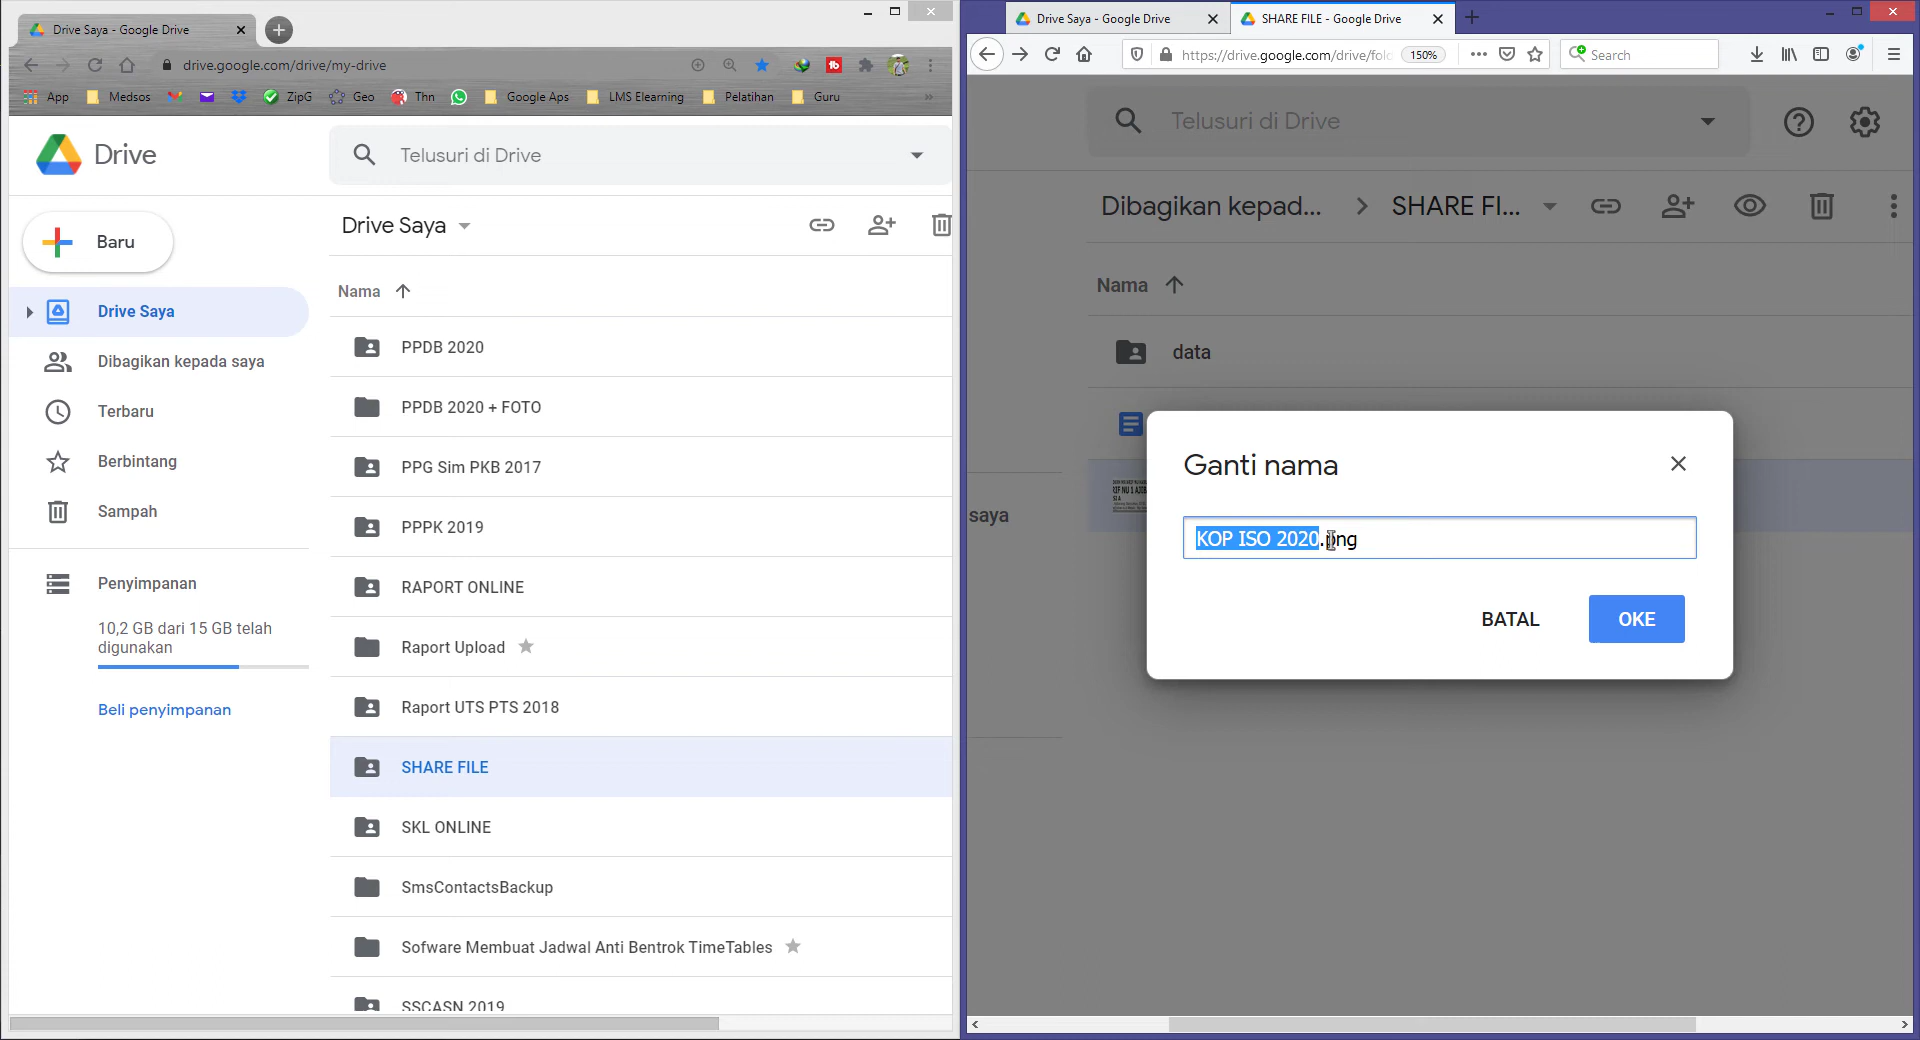 Drive Saya - Google Drive
drive.google.com/drive/my-drive
App
Medsos
ZipG
Geo
Thn
Google Aps
LMS Elearning
Pelatihan
Guru
Drive
Telusuri di Drive
Baru
Drive Saya
Dibagikan kepada saya
Terbaru
Berbintang
Sampah
Penyimpanan
10,2 GB dari 15 GB telah
digunakan
Beli penyimpanan
Drive Saya
Nama
PPDB 2020
PPDB 2020 + FOTO
PPG Sim PKB 2017
PPPK 2019
RAPORT ONLINE
Raport Upload
Raport UTS PTS 2018
SHARE FILE
SKL ONLINE
SmsContactsBackup
Sofware Membuat Jadwal Anti Bentrok TimeTables
SSCASN 2019
Drive Saya - Google Drive
SHARE FILE - Google Drive
https://drive.google.com/drive/fol
150%
Search
Telusuri di Drive
Dibagikan kepad...
SHARE FI...
Nama
data
saya
Ganti nama
KOP ISO 2020.png
BATAL
OKE